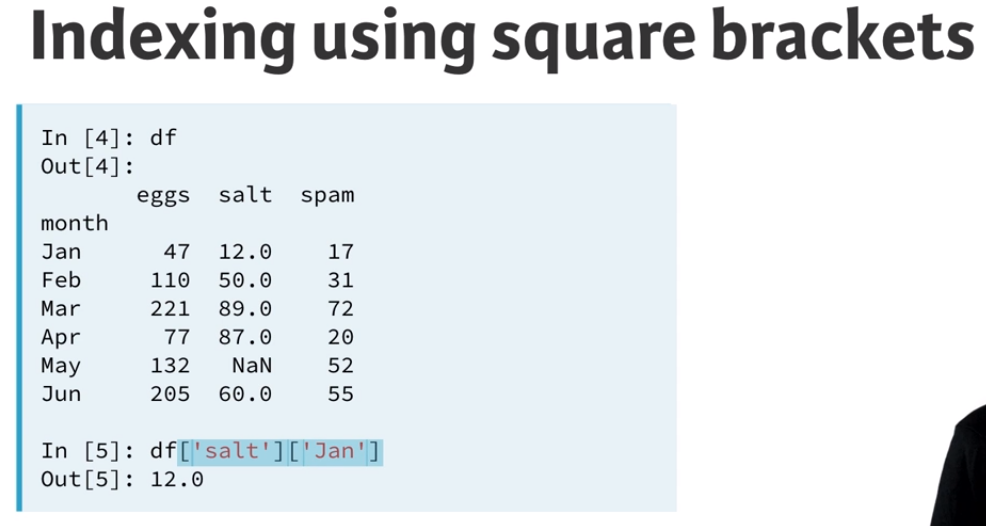 Indexing using square brackets
In [4]: df
Out[4]:
eggs salt spam
month
Jan 47 12.0 17
Feb 110 50.0 31
Mar 221 89.0 72
Apr 77 87.0 20
May 132 NaN 52
Jun 205 60.0 55
In [5]: df['salt']['Jan']
Out[5]: 12.0